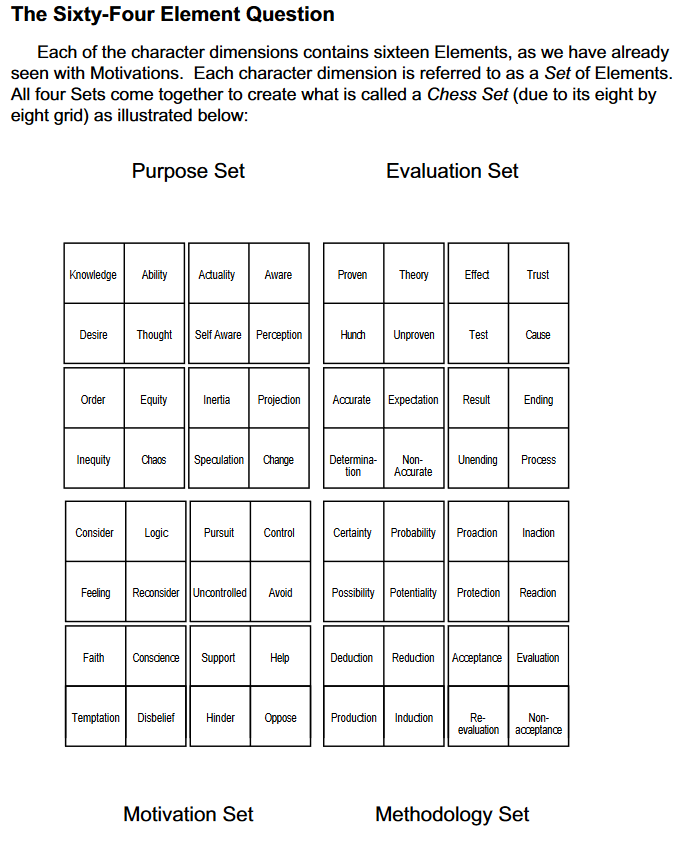 The Sixty-Four Element Question
Each of the character dimensions contains sixteen Elements, as we have already
seen with Motivations. Each character dimension is referred to as a Set of Elements.
All four Sets come together to create what is called a Chess Set (due to its eight by
eight grid) as illustrated below:
Purpose Set Evaluation Set
Knowledge Ability Actuality Aware Proven Theory Effect Trust
Desire Thought Self Aware Perception Hunch Unproven Test Cause
Order Equity Inertia Projection Accurate Expectation Result Ending
Inequity Chaos Speculation Change Determina- Non- Unending Process
tion Accurate
Consider Logic Pursuit Control Certainty Probability Proaction Inaction
Feeling Reconsider Uncontrolled Avoid Possibility Potentiality Protection Reaction
Faith Conscience Support Help Deduction Reduction Acceptance Evaluation
Temptation Disbelief Hinder Oppose Production Induction Re- Non-
evaluation acceptance
Motivation Set Methodology Set